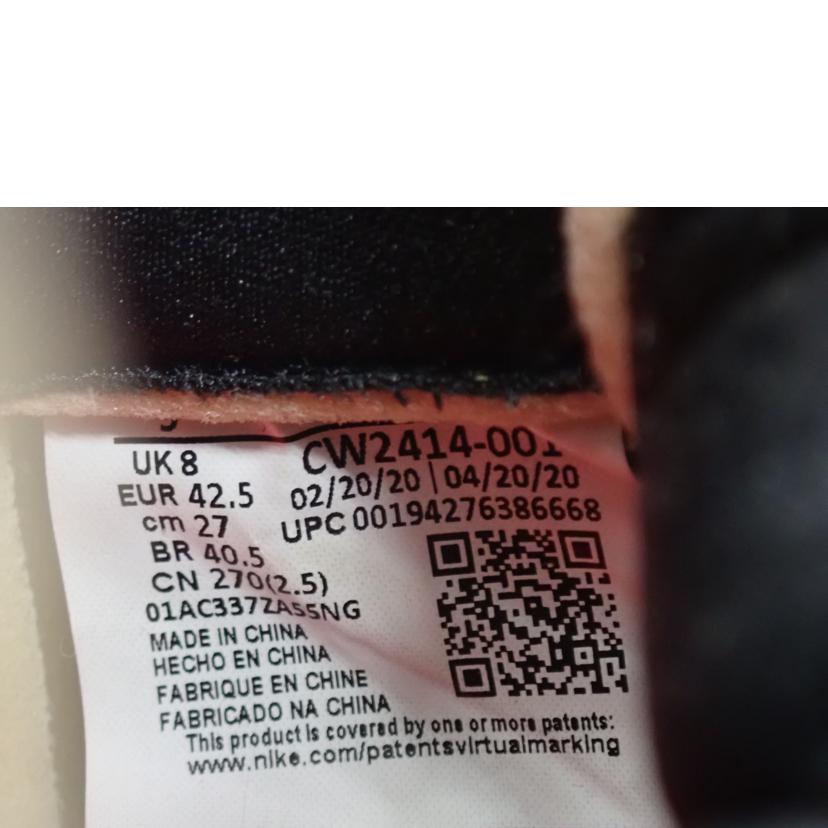 UK 8
CW2414-001
EUR 42.5
02/20/20 | 04/20/20
cm 27
UPC 00194276386668
BR 40.5
CN 270(2.5)
01AC337ZA55NG
MADE IN CHINA
HECHO EN CHINA
FABRIQUE EN CHINE
FABRICADO NA CHINA
This product is covered by one or more patents:
www.nike.com/patentsvirtualmarking